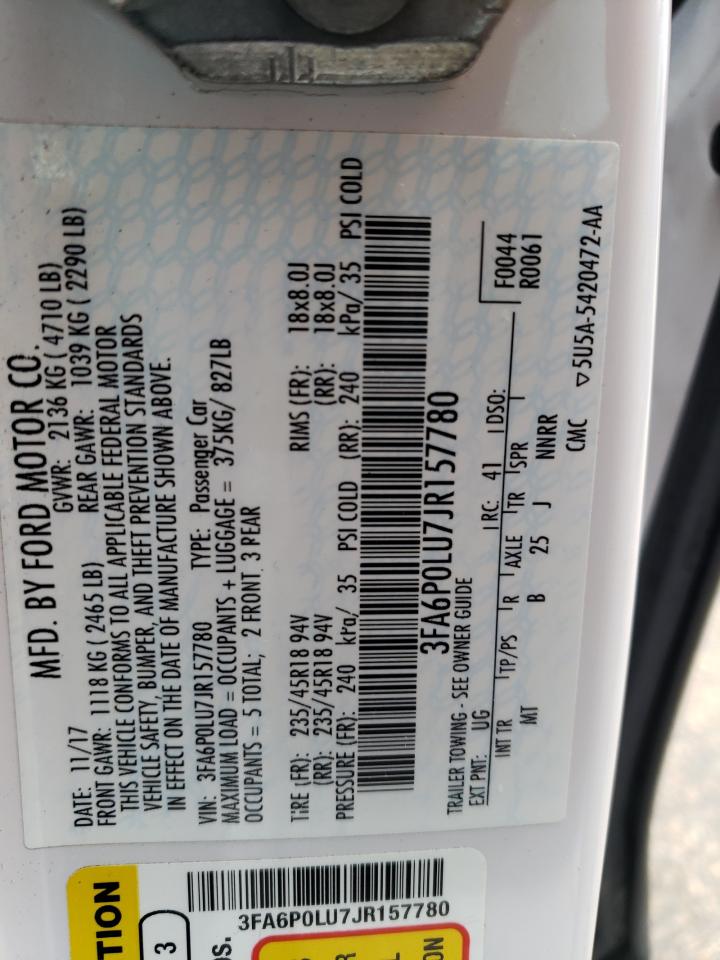 MFD. BY FORD MOTOR CO.
DATE: 11/17 GVWR: 2136 KG ( 4710 LB)
FRONT GAWR: 1118 KG ( 2465 LB) REAR GAWR: 1039 KG ( 2290 LB)
THIS VEHICLE CONFORMS TO ALL APPLICABLE FEDERAL MOTOR
VEHICLE SAFETY, BUMPER, AND THEFT PREVENTION STANDARDS
IN EFFECT ON THE DATE OF MANUFACTURE SHOWN ABOVE.
VIN: 3FA6P0LU7JR157780 TYPE: Passenger Car
MAXIMUM LOAD = OCCUPANTS + LUGGAGE = 375KG/ 827LB
OCCUPANTS = 5 TOTAL; 2 FRONT, 3 REAR
TIRE (FR): 235/45R18 94V RIMS (FR): 18x8.0J
(RR): 235/45R18 94V (RR): 18x8.0J
PRESSURE (FR): 240 kPa/ 35 PSI COLD (RR): 240 kPa/ 35 PSI COLD
3FA6P0LU7JR157780
TRAILER TOWING - SEE OWNER GUIDE
EXT PNT: UG RC: 41 DSO: F0044
R0061
INT TR TP/PS R AXLE TR SPR
MT B 25 J NNRR
CMC ▽5U5A-5420472-AA
TION
3
3FA6P0LU7JR157780